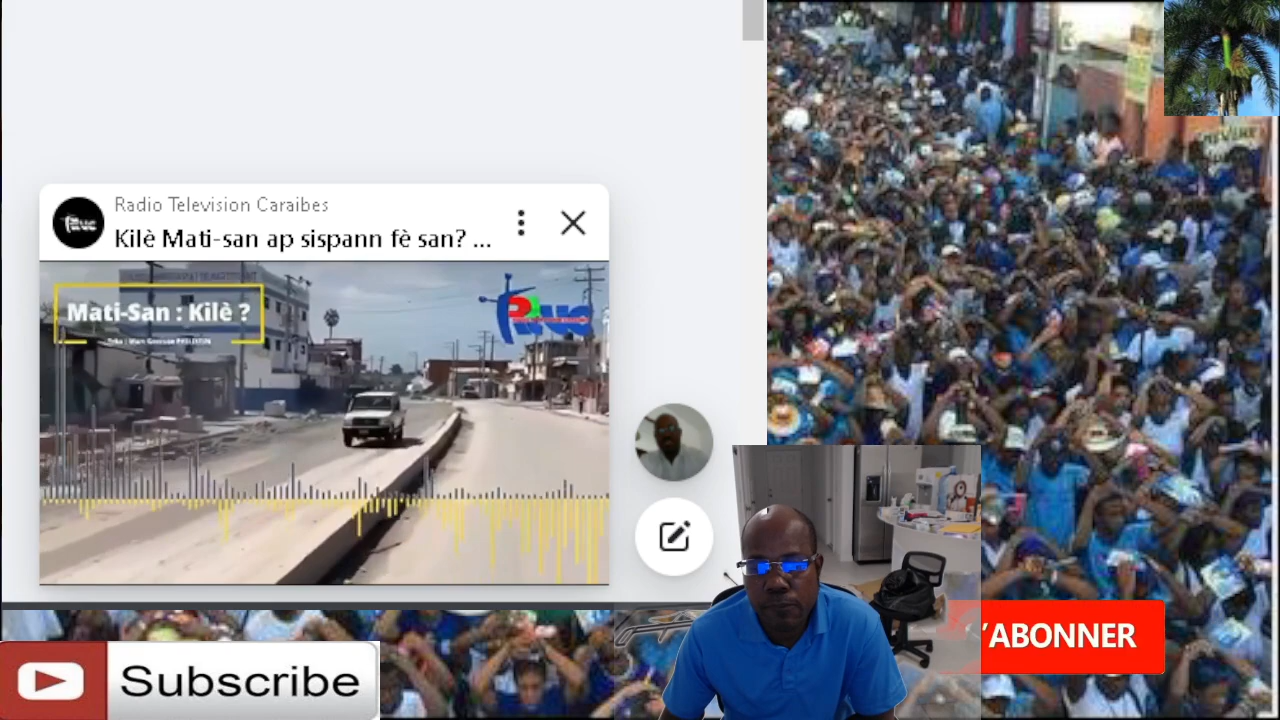 Radio Television Caraibes
Kilè Mati-san ap sispann fè san? ...
Mati-San : Kilè ?
Subscribe
'ABONNER